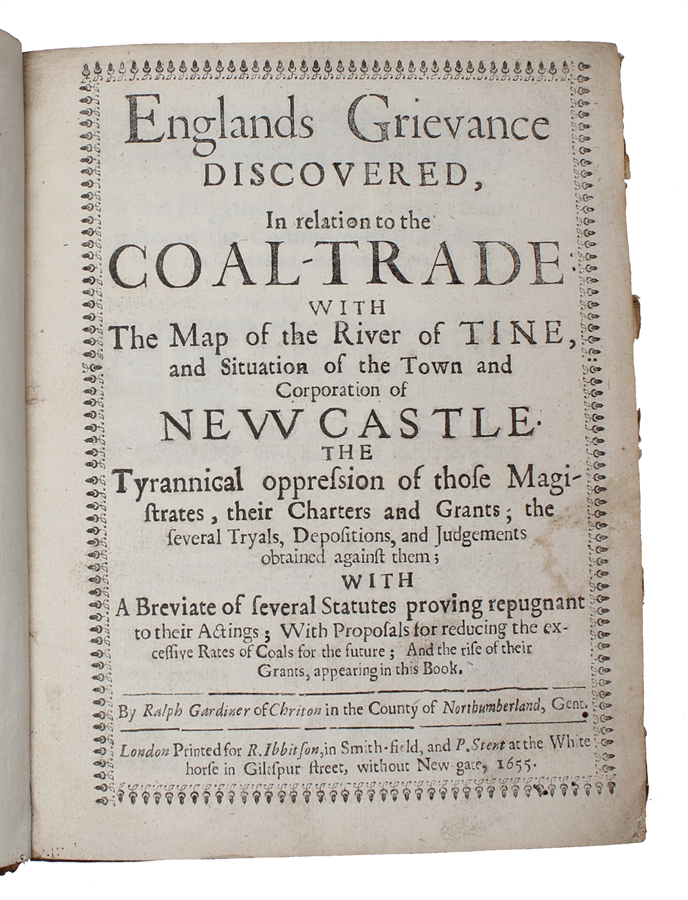 Englands Grievance
DISCOVERED,
In relation to the
COAL-TRADE:
WITH
The Map of the River of TINE,
and Situation of the Town and
Corporation of
NEWCASTLE.
THE
Tyrannical oppreſsion of thoſe Magi-
ſtrates, their Charters and Grants; the
ſeveral Tryals, Depoſitions, and Judgements
obtained againſt them;
WITH
A Breviate of ſeveral Statutes proving repugnant
to their Actings; With Propoſals for reducing the ex-
ceſſive Rates of Coals for the future; And the riſe of their
Grants, appearing in this Book.
By Ralph Gardiner of Chriton in the County of Northumberland, Gent.
London Printed for R. Ibbitſon, in Smith-field, and P. Stent at the White
horſe in Giltſpur ſtreet, without New-gate, 1655.